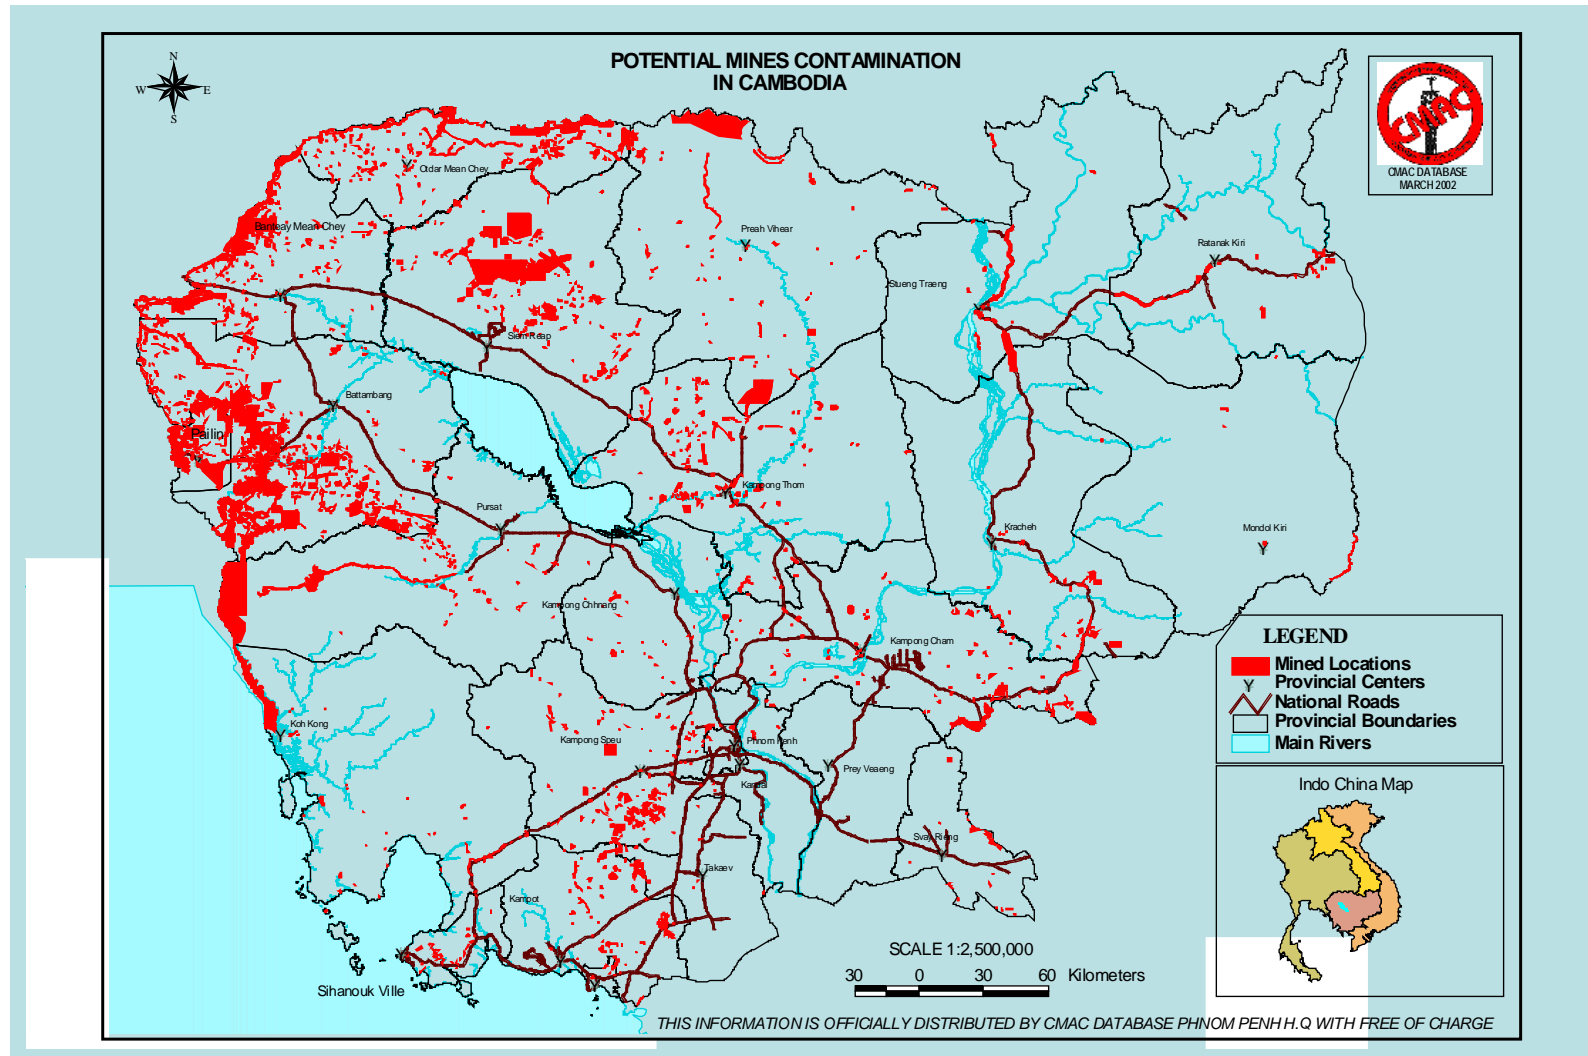 POTENTIAL MINES CONTAMINATION
IN CAMBODIA
N
W
E
S
CMAC
CMAC DATABASE
MARCH 2002
Otdar Mean Chey
Banteay Mean Chey
Preah Vihear
Ratanak Kiri
Stueng Traeng
Siem Reap
Battambang
Pailin
Kampong Thom
Pursat
Kracheh
Mondol Kiri
Kampong Chhnang
Kampong Cham
Koh Kong
Kampong Speu
Phnom Penh
Prey Veaeng
Kandal
Svay Rieng
Takaev
Kampot
Sihanouk Ville
LEGEND
Mined Locations
Provincial Centers
National Roads
Provincial Boundaries
Main Rivers
Indo China Map
SCALE 1:2,500,000
30 0 30 60 Kilometers
THIS INFORMATION IS OFFICIALLY DISTRIBUTED BY CMAC DATABASE PHNOM PENH H.Q WITH FREE OF CHARGE